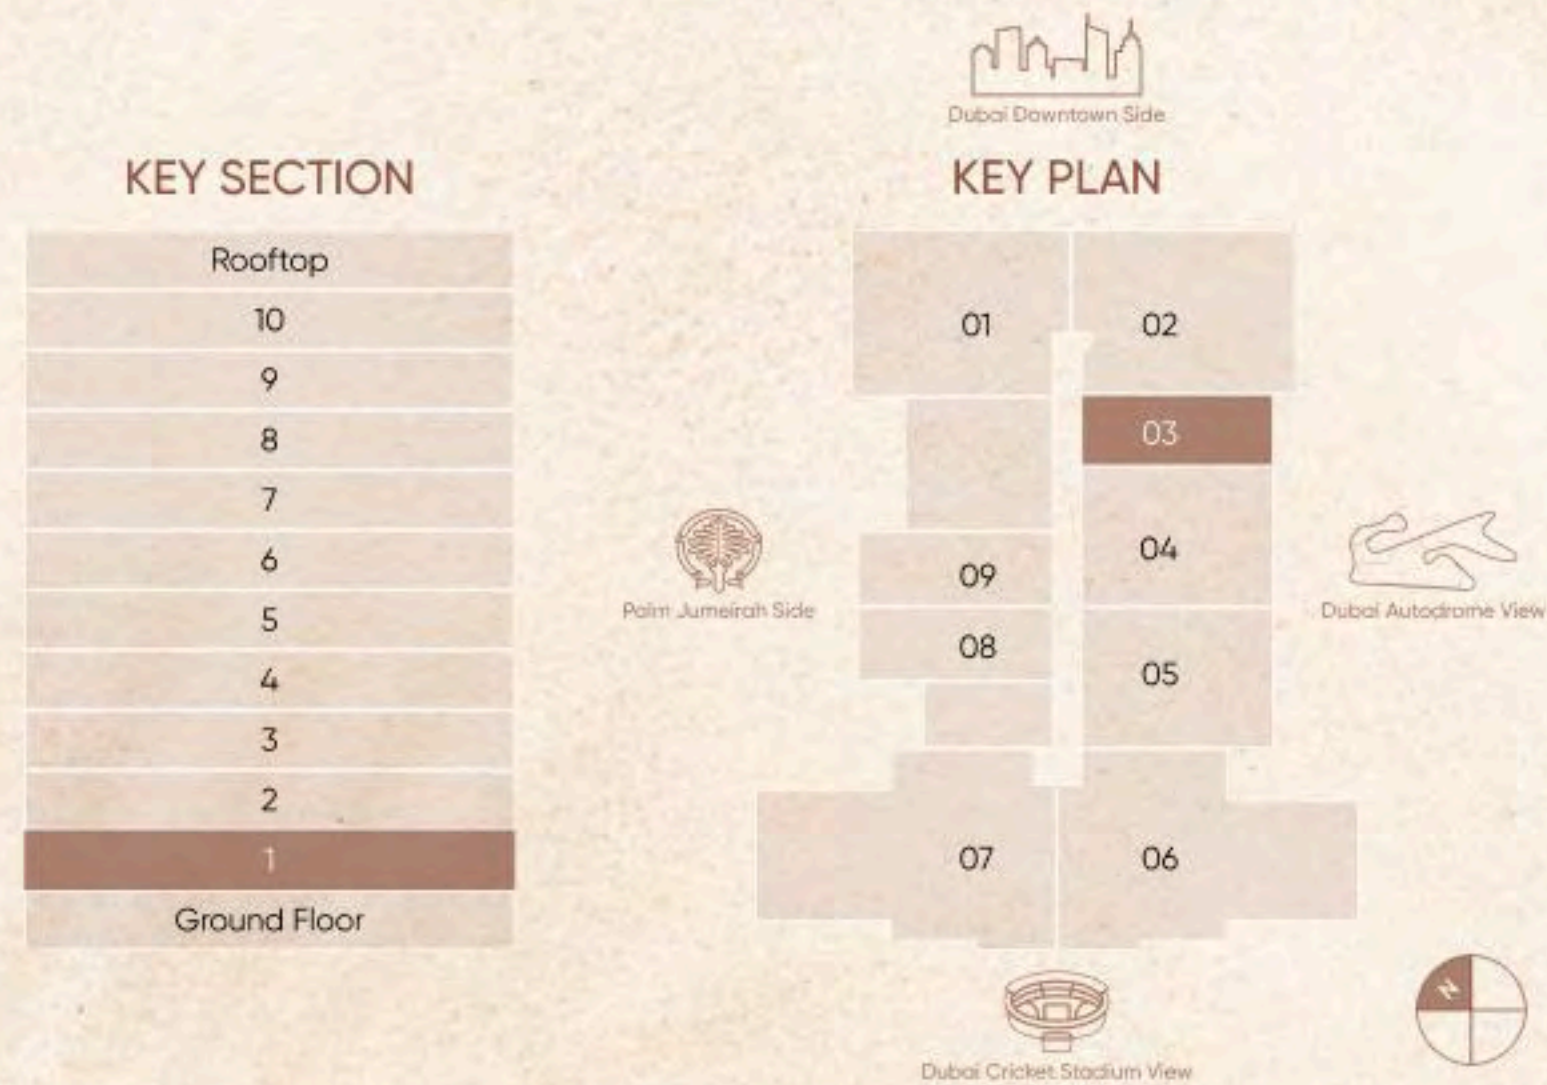 Dubai Downtown Side
KEY SECTION
KEY PLAN
Rooftop
10
9
8
7
6
5
4
3
2
1
Ground Floor
01
02
03
04
05
06
07
08
09
Palm Jumeirah Side
Dubai Autodrome View
Dubai Cricket Stadium View
N